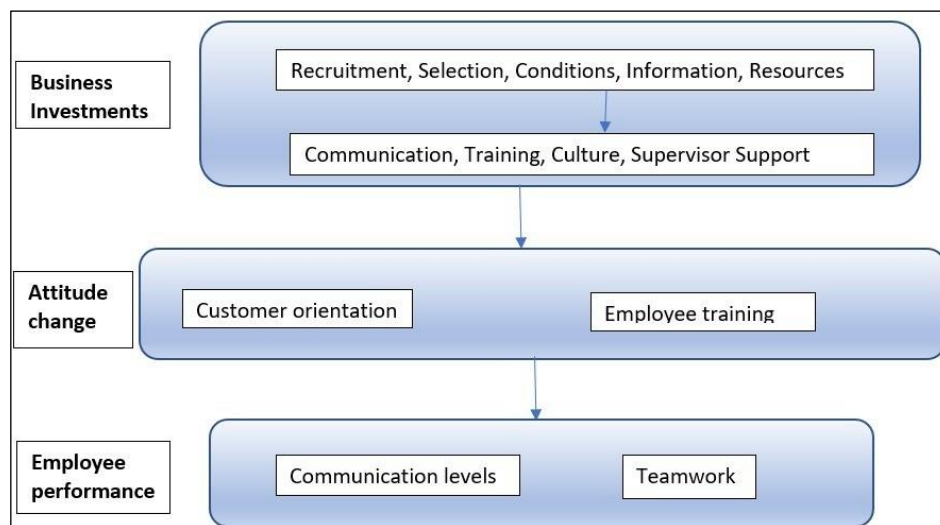 Business
Investments
Recruitment, Selection, Conditions, Information, Resources
Communication, Training, Culture, Supervisor Support
Attitude
change
Customer orientation
Employee training
Employee
performance
Communication levels
Teamwork